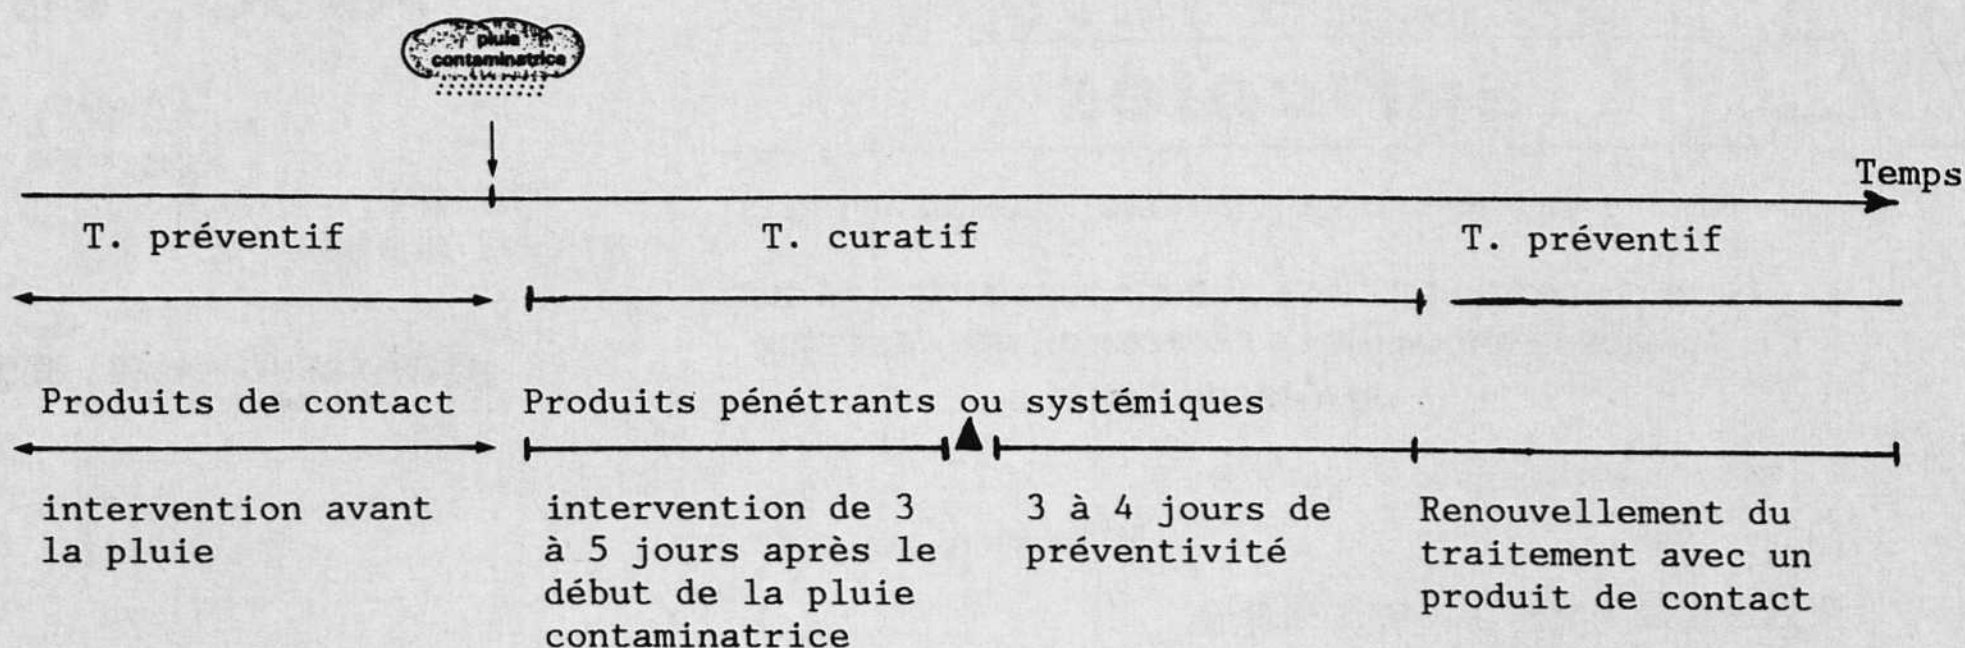 pluie
contaminatrice
Temps
T. préventif
T. curatif
T. préventif
Produits de contact
Produits pénétrants ou systémiques
intervention avant
la pluie
intervention de 3
à 5 jours après le
début de la pluie
contaminatrice
3 à 4 jours de
préventivité
Renouvellement du
traitement avec un
produit de contact